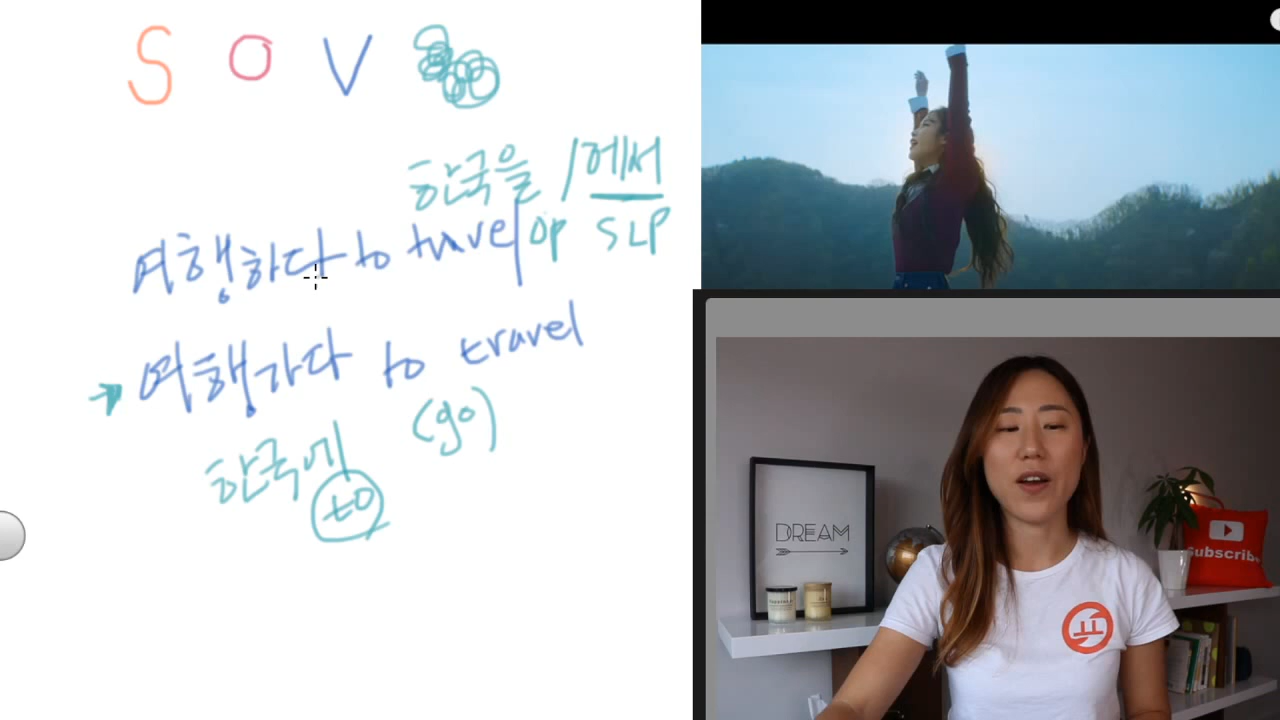 S O V
한국을 /에서
여행하다 to travel OP SLP
여행가다 to travel
한국에 (go)
to
DREAM
Subscribe
ㅍ